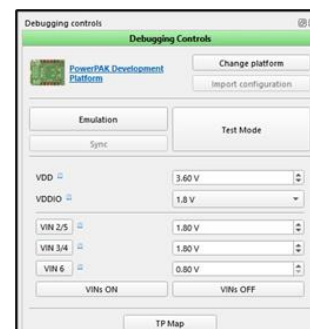 Debugging controls
Debugging Controls
PowerPAK Development
Platform
Change platform
Import configuration
Emulation
Sync
Test Mode
VDD 3.60 V
VDDIO 1.8 V
VIN 2/5 1.80 V
VIN 3/4 1.80 V
VIN 6 0.80 V
VINs ON VINs OFF
TP Map